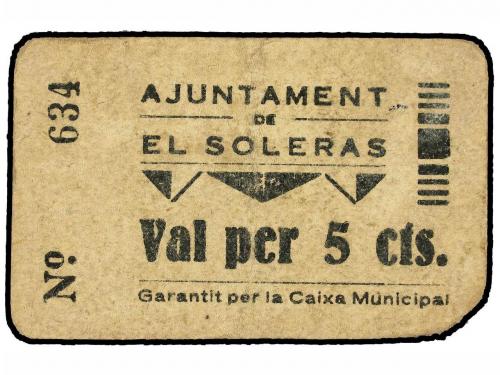 Nº 634
AJUNTAMENT
DE
EL SOLERAS
Val per 5 cts.
Garantit per la Caixa Municipal